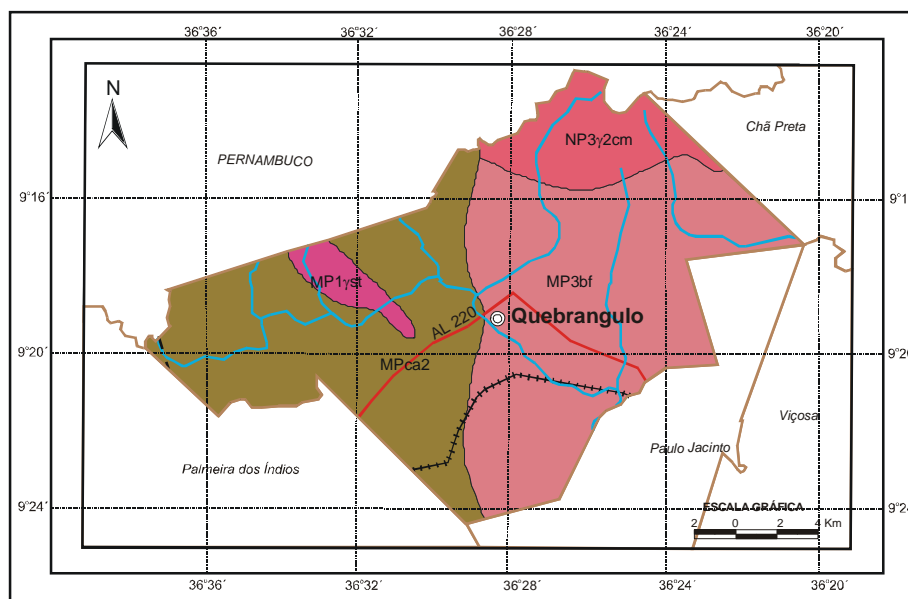 36°36´ 36°32´ 36°28´ 36°24´ 36°20´
N
Chã Preta
NP3γ2cm
PERNAMBUCO
9°16´ 9°1
MP1γst MP3bf
AL 220 Quebrangulo
9°20´ 9°20
MPca2
Viçosa
Paulo Jacinto
Palmeira dos Índios
9°24´ 9°24
ESCALA GRÁFICA
2 0 2 4 Km
36°36´ 36°32´ 36°28´ 36°24´ 36°20´